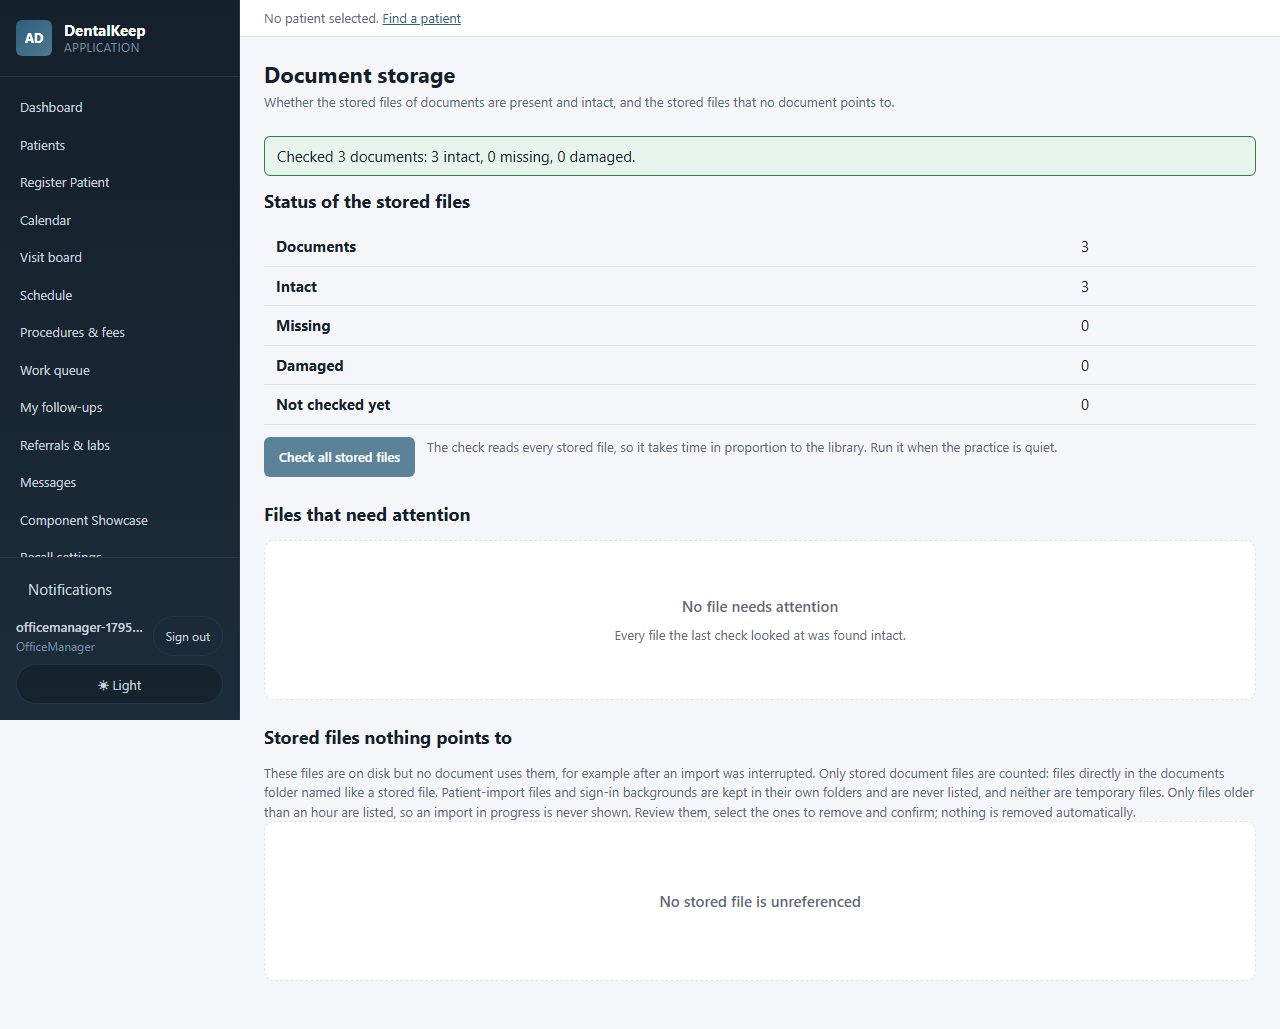 AD
DentalKeep
APPLICATION
Dashboard
Patients
Register Patient
Calendar
Visit board
Schedule
Procedures & fees
Work queue
My follow-ups
Referrals & labs
Messages
Component Showcase
Recall settings
Notifications
officemanager-1795...
OfficeManager
Sign out
☀ Light
No patient selected. Find a patient
Document storage
Whether the stored files of documents are present and intact, and the stored files that no document points to.
Checked 3 documents: 3 intact, 0 missing, 0 damaged.
Status of the stored files
Documents 3
Intact 3
Missing 0
Damaged 0
Not checked yet 0
Check all stored files
The check reads every stored file, so it takes time in proportion to the library. Run it when the practice is quiet.
Files that need attention
No file needs attention
Every file the last check looked at was found intact.
Stored files nothing points to
These files are on disk but no document uses them, for example after an import was interrupted. Only stored document files are counted: files directly in the documents
folder named like a stored file. Patient-import files and sign-in backgrounds are kept in their own folders and are never listed, and neither are temporary files. Only files older
than an hour are listed, so an import in progress is never shown. Review them, select the ones to remove and confirm; nothing is removed automatically.
No stored file is unreferenced